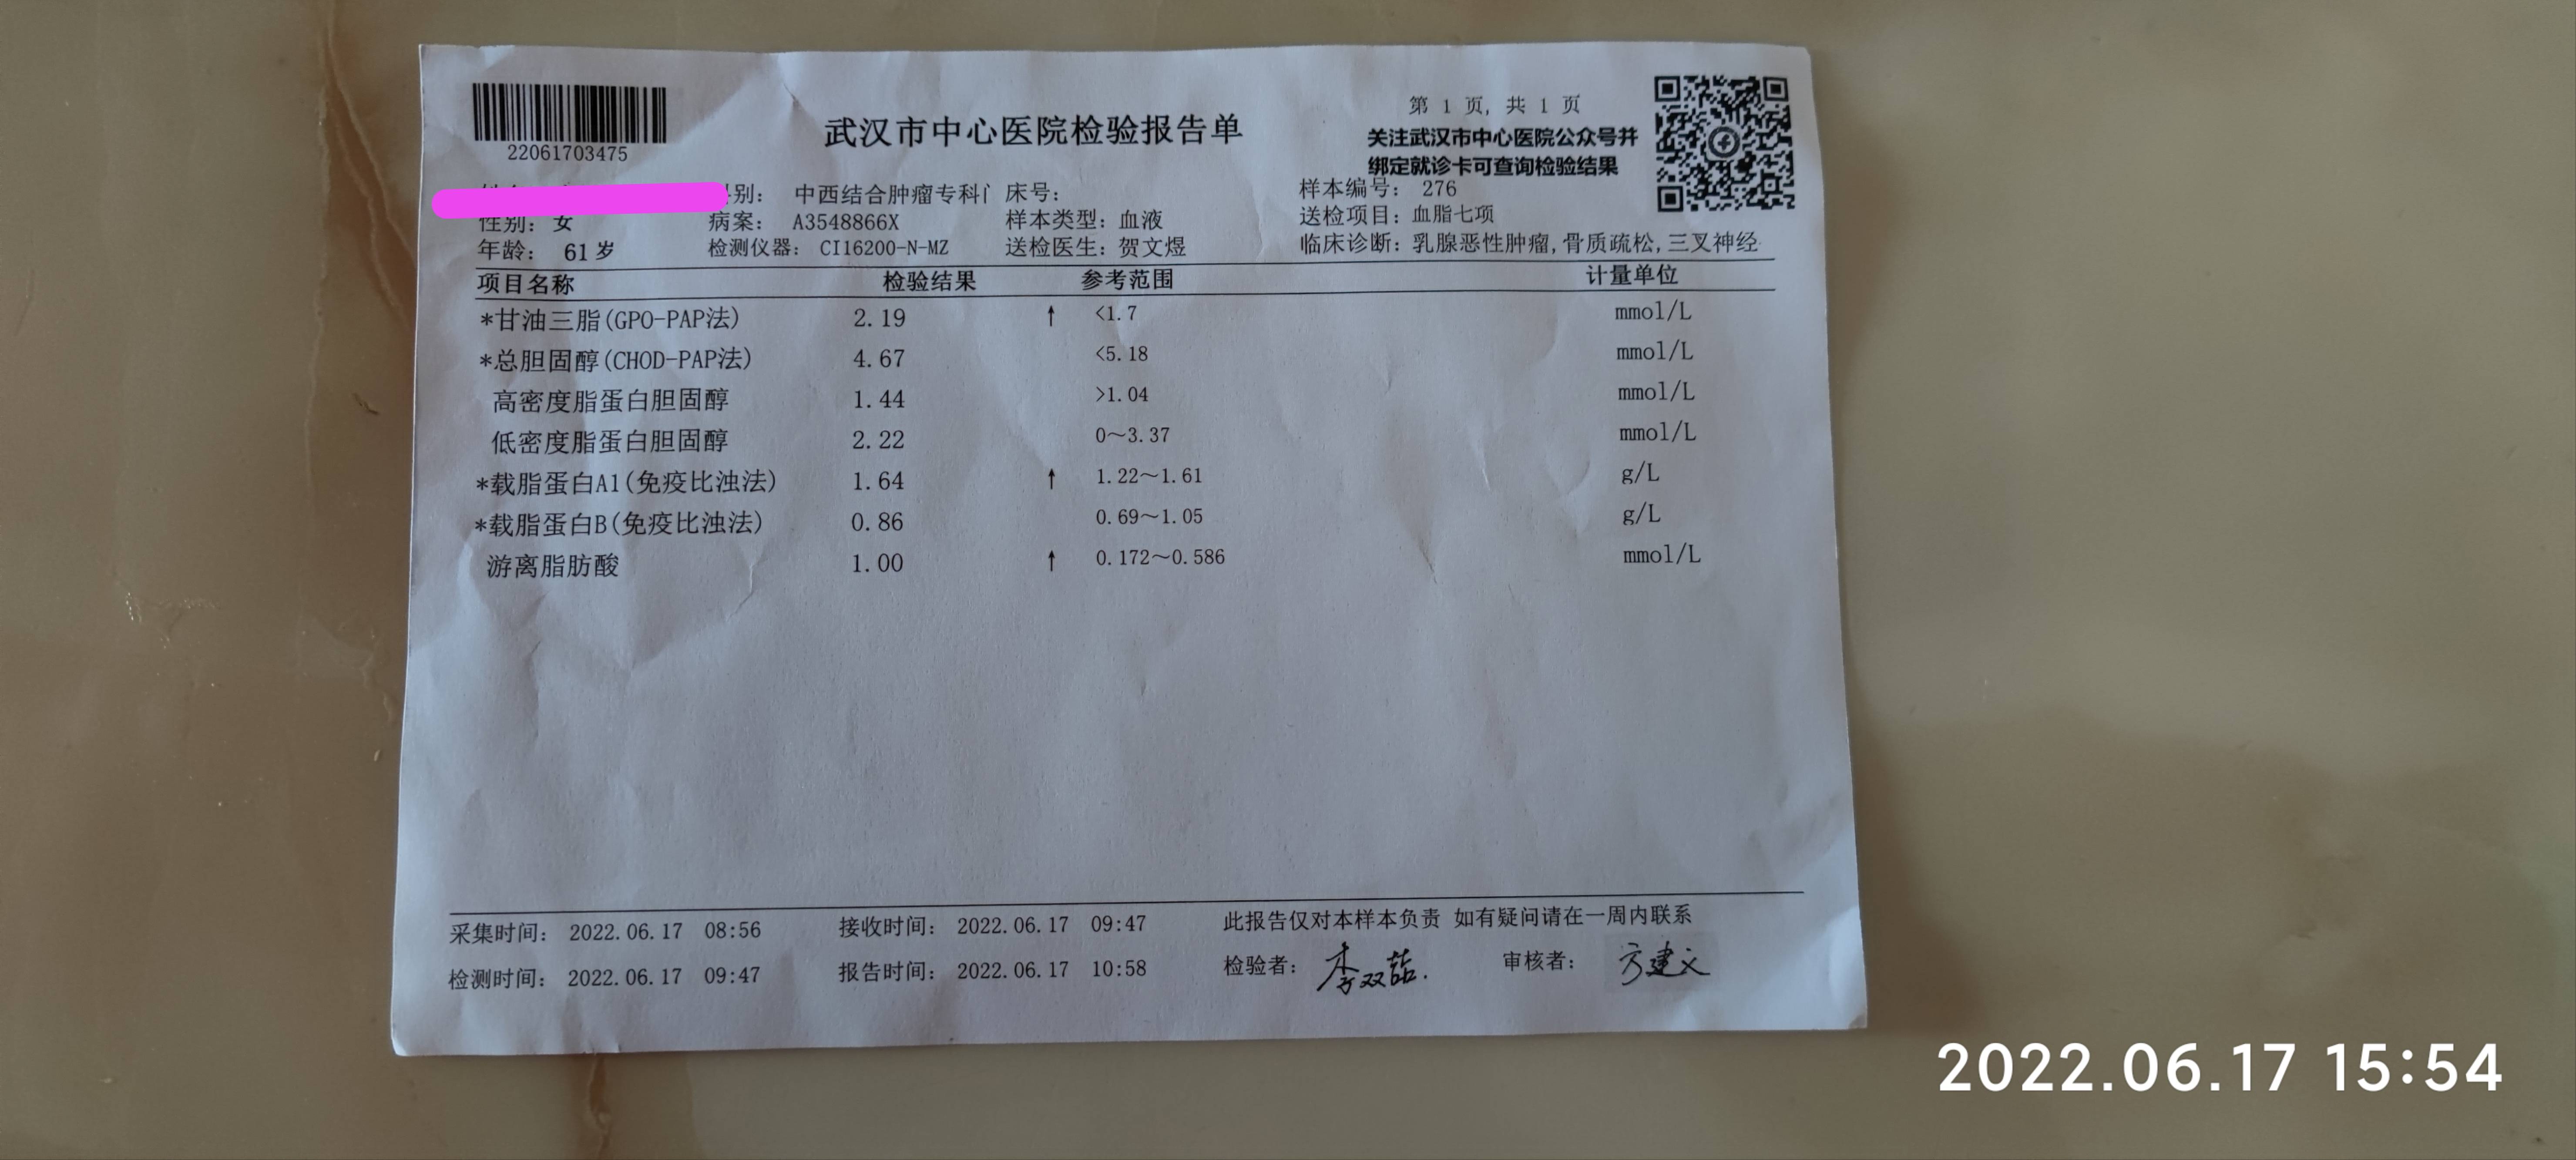 22061703475
武汉市中心医院检验报告单
第 1 页, 共 1 页
关注武汉市中心医院公众号并
绑定就诊卡可查询检验结果
别: 中西结合肿瘤专科门 床号: 样本编号: 276
性别: 女 病案: A3548866X 样本类型: 血液 送检项目: 血脂七项
年龄: 61 岁 检测仪器: CI16200-N-MZ 送检医生: 贺文煜 临床诊断: 乳腺恶性肿瘤,骨质疏松,三叉神经
项目名称 检验结果 参考范围 计量单位
*甘油三脂(GPO-PAP法) 2.19 ↑ <1.7 mmol/L
*总胆固醇(CHOD-PAP法) 4.67 <5.18 mmol/L
高密度脂蛋白胆固醇 1.44 >1.04 mmol/L
低密度脂蛋白胆固醇 2.22 0~3.37 mmol/L
*载脂蛋白A1(免疫比浊法) 1.64 ↑ 1.22~1.61 g/L
*载脂蛋白B(免疫比浊法) 0.86 0.69~1.05 g/L
游离脂肪酸 1.00 ↑ 0.172~0.586 mmol/L
采集时间: 2022.06.17 08:56 接收时间: 2022.06.17 09:47 此报告仅对本样本负责 如有疑问请在一周内联系
检测时间: 2022.06.17 09:47 报告时间: 2022.06.17 10:58 检验者: 李双 审核者: 方建文
2022.06.17 15:54